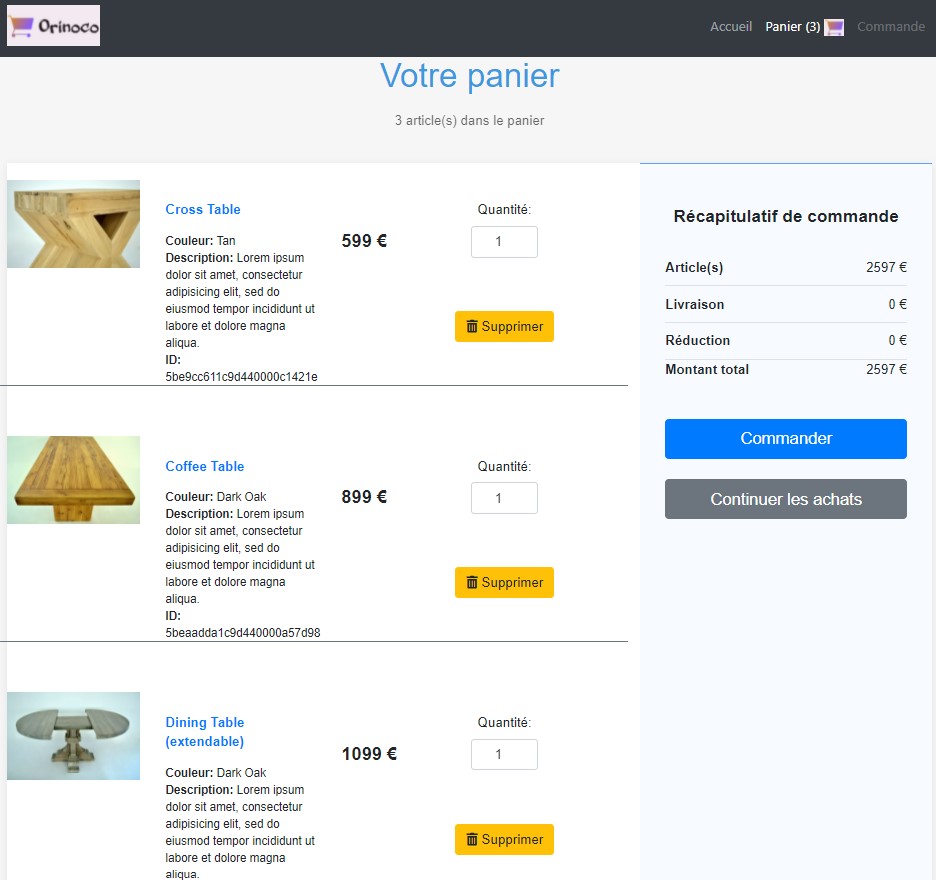 Orinoco
Accueil Panier (3) Commande
Votre panier
3 article(s) dans le panier
Cross Table
Couleur: Tan
Description: Lorem ipsum
dolor sit amet, consectetur
adipisicing elit, sed do
eiusmod tempor incididunt ut
labore et dolore magna
aliqua.
ID:
5be9cc611c9d440000c1421e
599 €
Quantité:
1
Supprimer
Coffee Table
Couleur: Dark Oak
Description: Lorem ipsum
dolor sit amet, consectetur
adipisicing elit, sed do
eiusmod tempor incididunt ut
labore et dolore magna
aliqua.
ID:
5beaadda1c9d440000a57d98
899 €
Quantité:
1
Supprimer
Dining Table
(extendable)
Couleur: Dark Oak
Description: Lorem ipsum
dolor sit amet, consectetur
adipisicing elit, sed do
eiusmod tempor incididunt ut
labore et dolore magna
aliqua.
1099 €
Quantité:
1
Supprimer
Récapitulatif de commande
Article(s) 2597 €
Livraison 0 €
Réduction 0 €
Montant total 2597 €
Commander
Continuer les achats